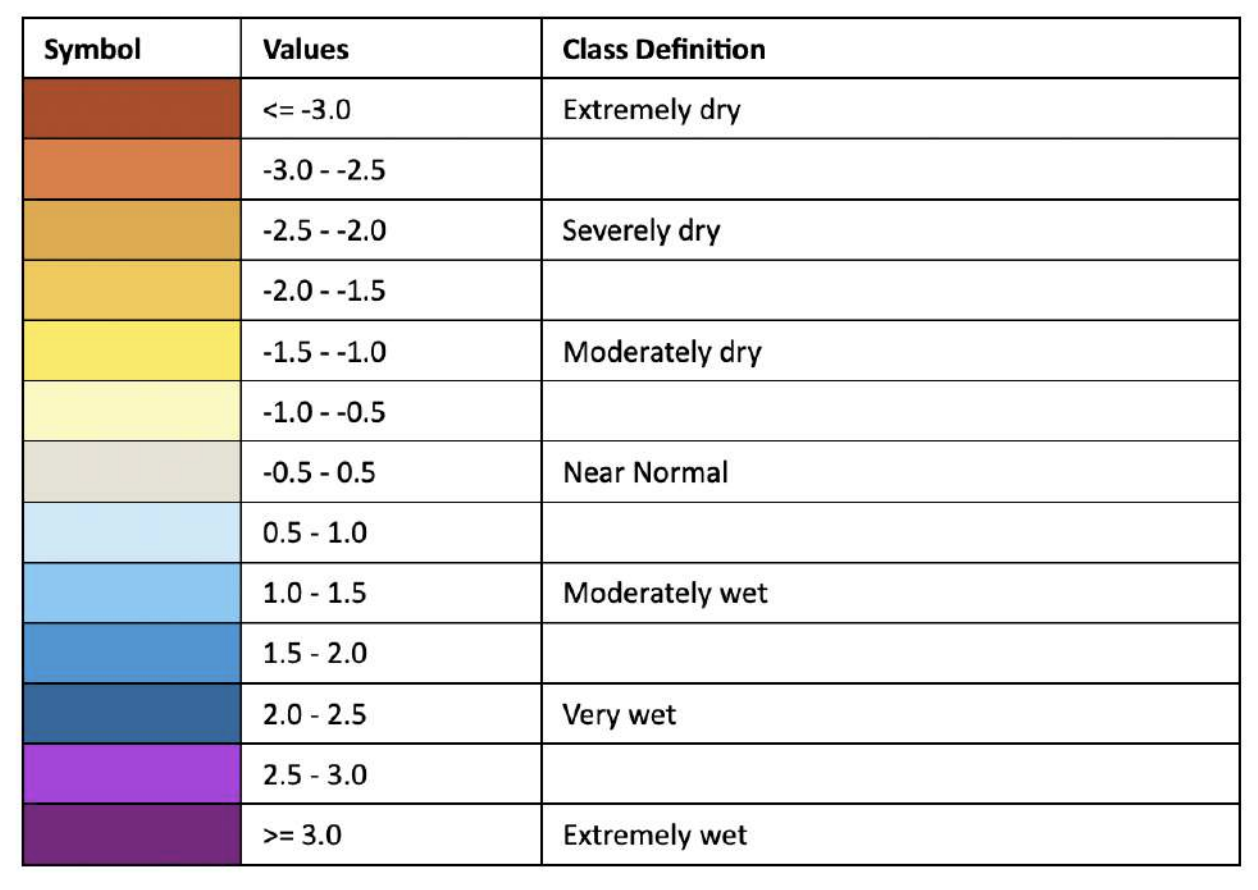 Symbol Values Class Definition
<= -3.0 Extremely dry
-3.0 - -2.5
-2.5 - -2.0 Severely dry
-2.0 - -1.5
-1.5 - -1.0 Moderately dry
-1.0 - -0.5
-0.5 - 0.5 Near Normal
0.5 - 1.0
1.0 - 1.5 Moderately wet
1.5 - 2.0
2.0 - 2.5 Very wet
2.5 - 3.0
>= 3.0 Extremely wet